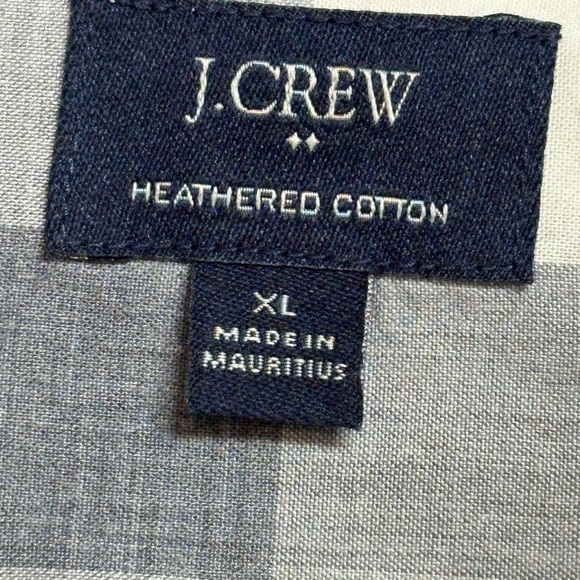 J.CREW
HEATHERED COTTON
XL
MADE IN
MAURITIUS